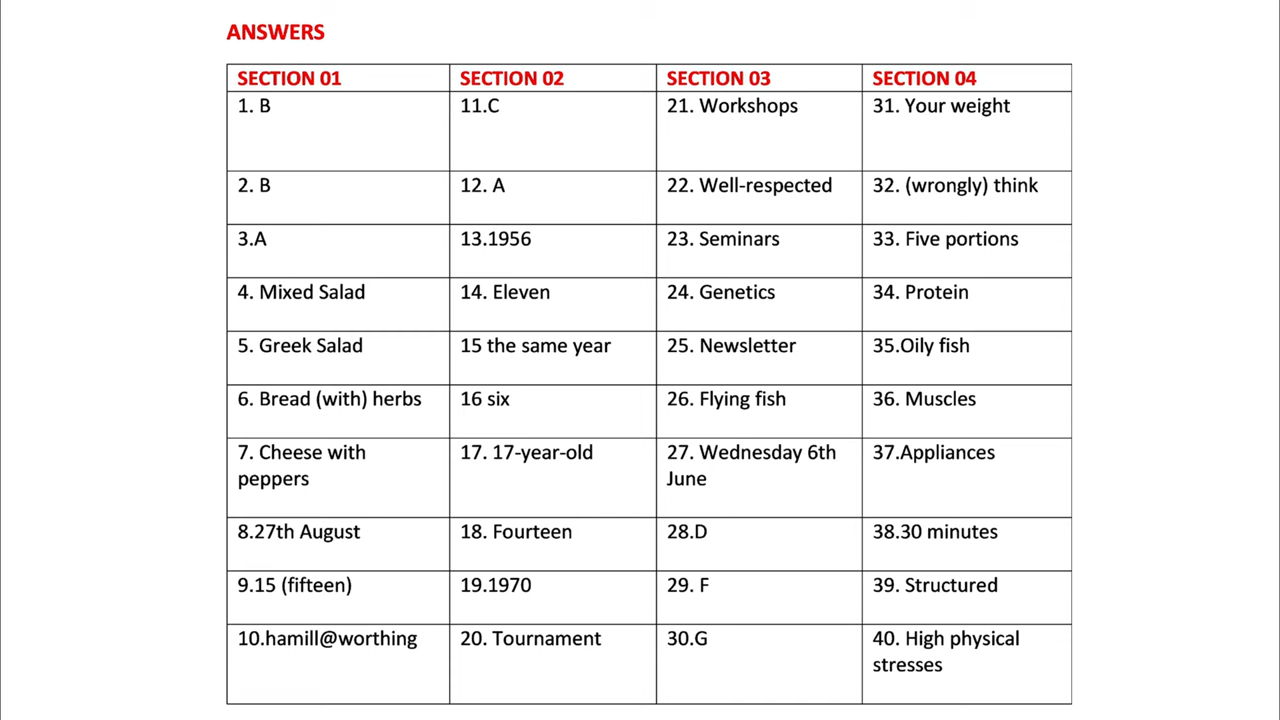 ANSWERS
SECTION 01 SECTION 02 SECTION 03 SECTION 04
1. B 11.C 21. Workshops 31. Your weight
2. B 12. A 22. Well-respected 32. (wrongly) think
3.A 13.1956 23. Seminars 33. Five portions
4. Mixed Salad 14. Eleven 24. Genetics 34. Protein
5. Greek Salad 15 the same year 25. Newsletter 35.Oily fish
6. Bread (with) herbs 16 six 26. Flying fish 36. Muscles
7. Cheese with 17. 17-year-old 27. Wednesday 6th 37.Appliances
peppers June
8.27th August 18. Fourteen 28.D 38.30 minutes
9.15 (fifteen) 19.1970 29. F 39. Structured
10.hamill@worthing 20. Tournament 30.G 40. High physical
stresses